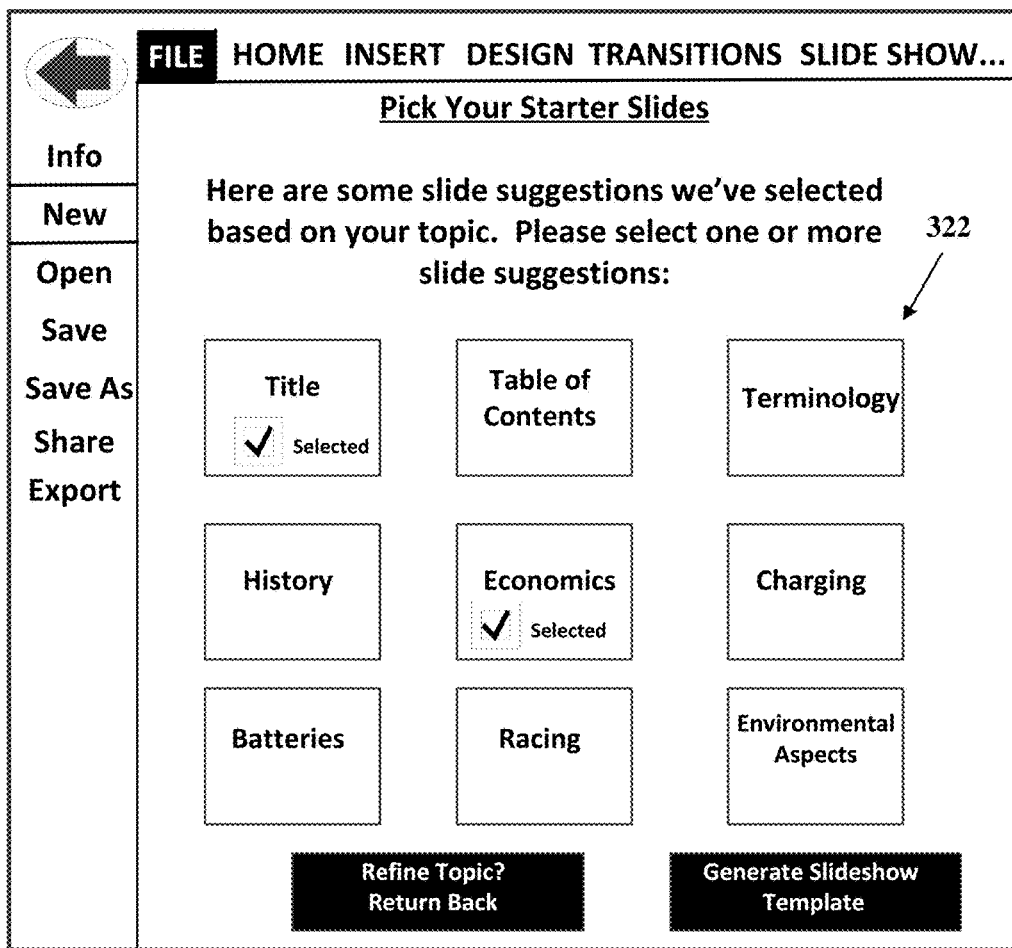 FILE HOME INSERT DESIGN TRANSITIONS SLIDE SHOW...
Pick Your Starter Slides
Info
New
Open
Save
Save As
Share
Export
Here are some slide suggestions we've selected
based on your topic. Please select one or more
slide suggestions:
322
Title
Selected
Table of
Contents
Terminology
History
Economics
Selected
Charging
Batteries
Racing
Environmental
Aspects
Refine Topic?
Return Back
Generate Slideshow
Template